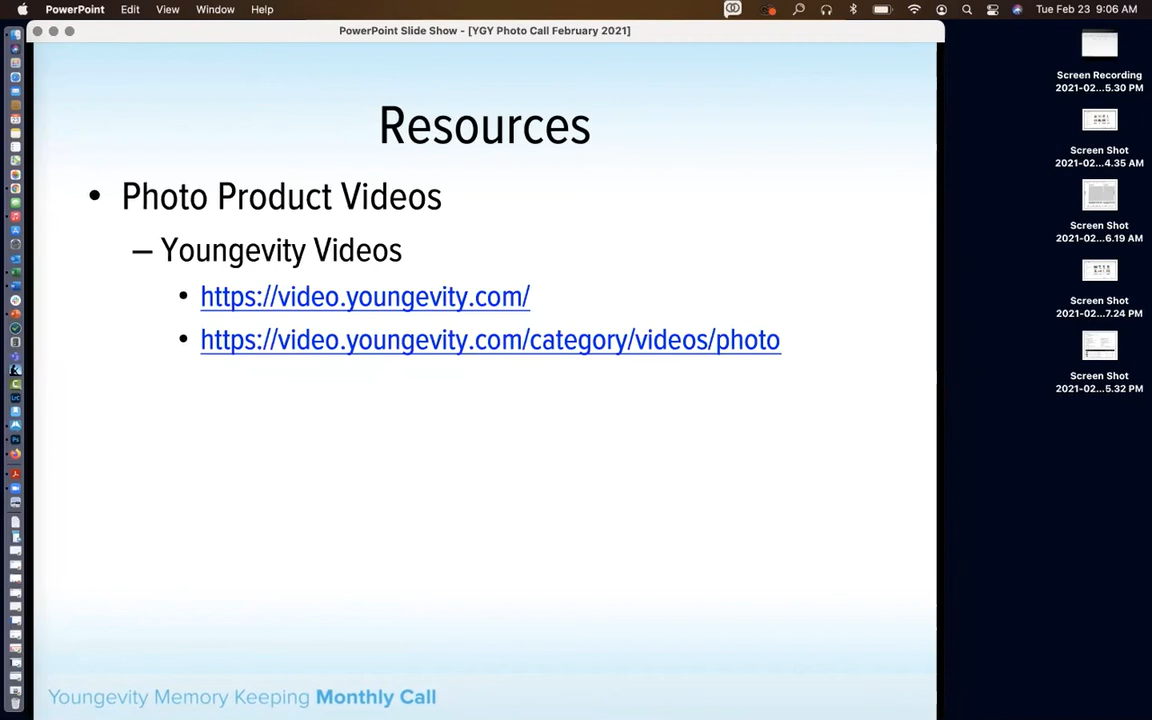 PowerPoint Edit View Window Help Tue Feb 23 9:06 AM
PowerPoint Slide Show - [YGY Photo Call February 2021]
Resources
• Photo Product Videos
– Youngevity Videos
• https://video.youngevity.com/
• https://video.youngevity.com/category/videos/photo
Youngevity Memory Keeping Monthly Call
Screen Recording
2021-02...5.30 PM
Screen Shot
2021-02...4.35 AM
Screen Shot
2021-02...6.19 AM
Screen Shot
2021-02...7.24 PM
Screen Shot
2021-02...5.32 PM